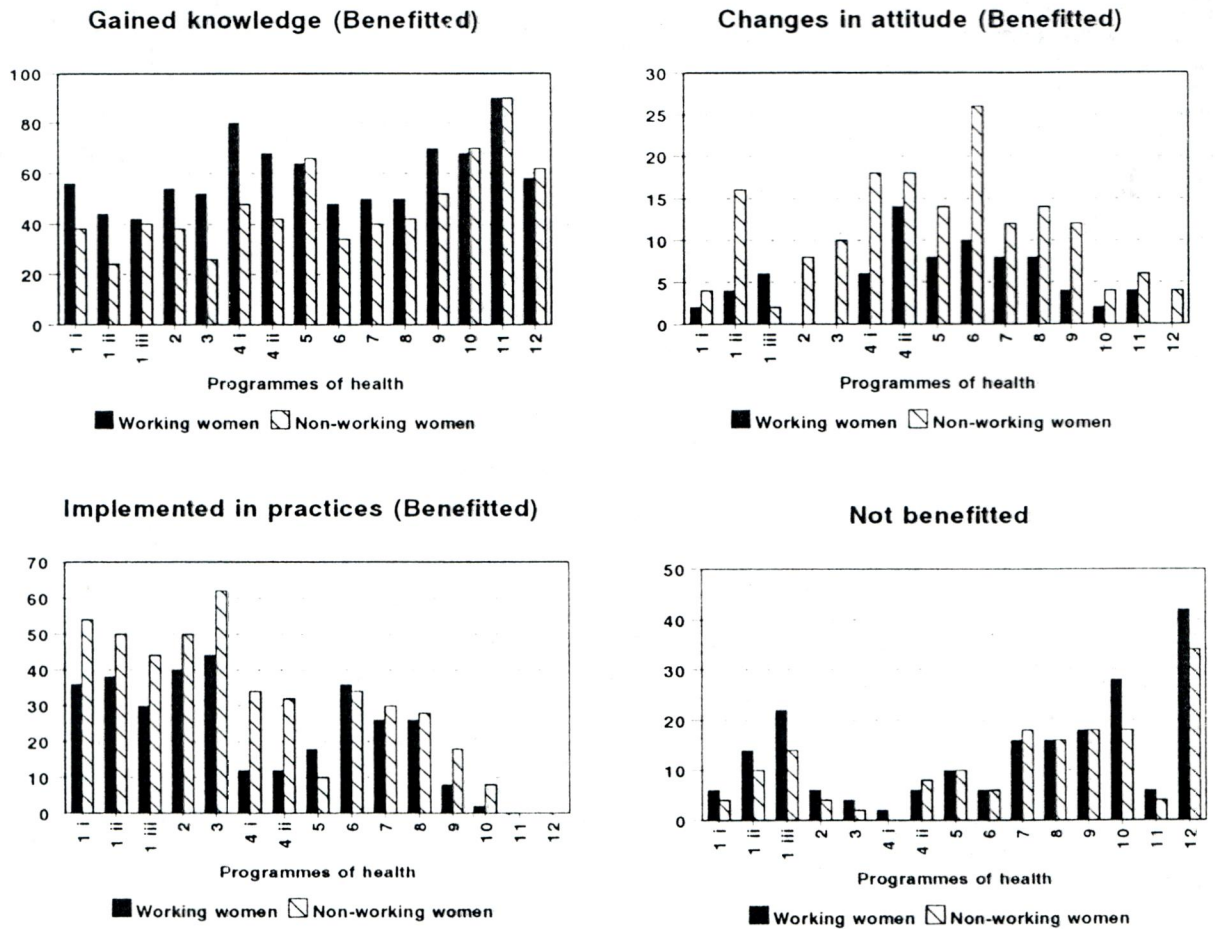 Gained knowledge (Benefitted)
100
80
60
40
20
0
1 i
1 ii
1 iii
2
3
4 i
4 ii
5
6
7
8
9
10
11
12
Programmes of health
Working women Non-working women
Changes in attitude (Benefitted)
30
25
20
15
10
5
0
1 i
1 ii
1 iii
2
3
4 i
4 ii
5
6
7
8
9
10
11
12
Programmes of health
Working women Non-working women
Implemented in practices (Benefitted)
70
60
50
40
30
20
10
0
1 i
1 ii
1 iii
2
3
4 i
4 ii
5
6
7
8
9
10
11
12
Programmes of health
Working women Non-working women
Not benefitted
50
40
30
20
10
0
1 i
1 ii
1 iii
2
3
4 i
4 ii
5
6
7
8
9
10
11
12
Programmes of health
Working women Non-working women